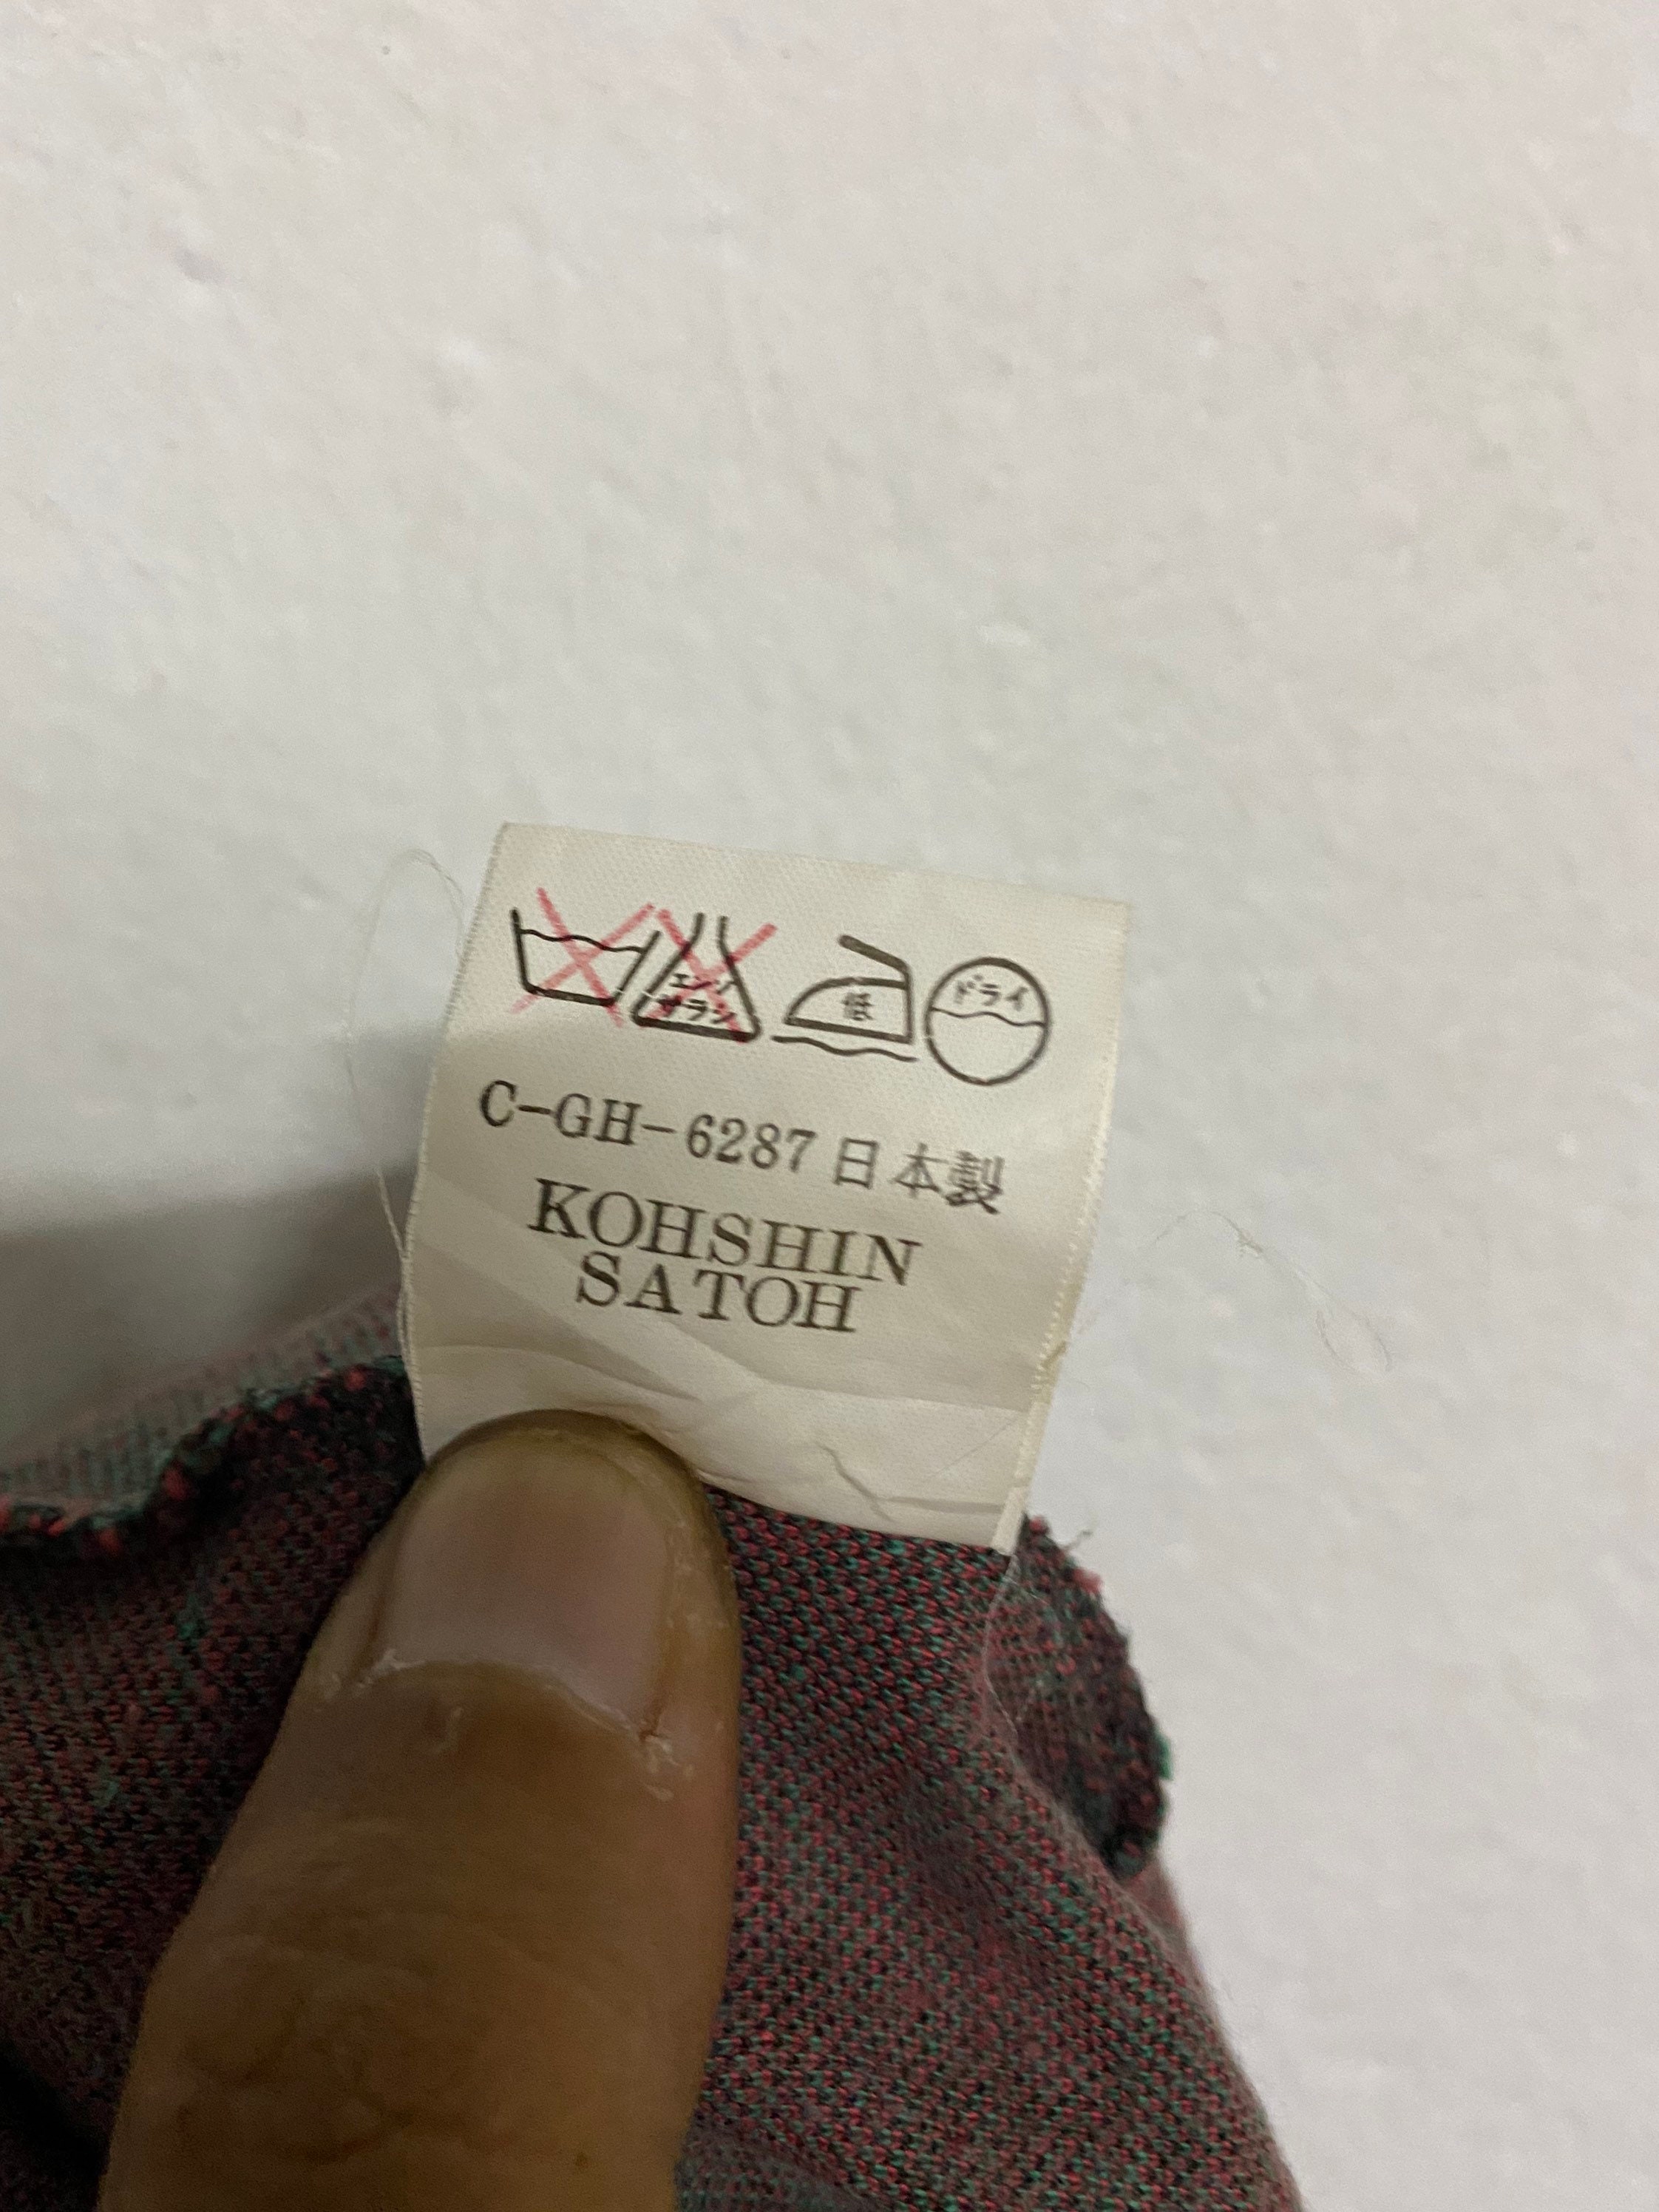 エンソ
サラシ
低
ドライ
C-GH-6287 日本製
KOHSHIN
SATOH